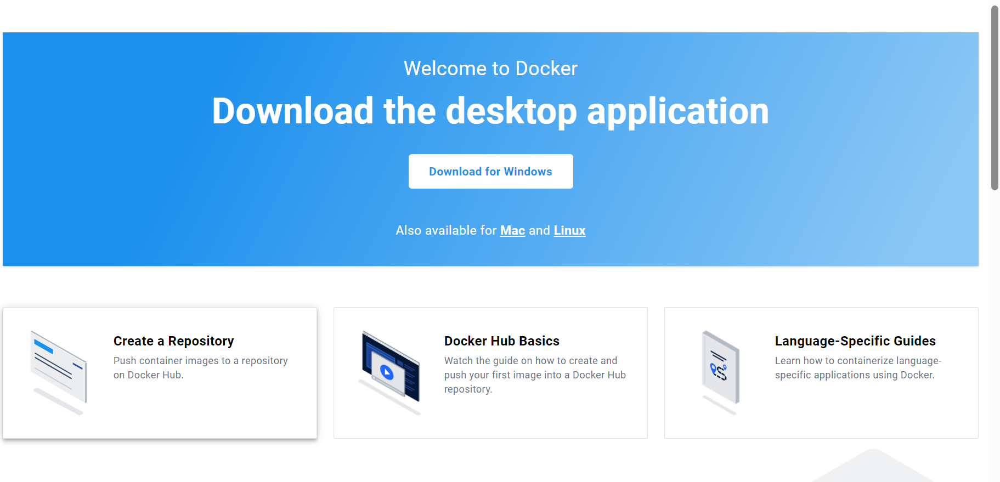 Welcome to Docker
Download the desktop application
Download for Windows
Also available for Mac and Linux
Create a Repository
Push container images to a repository
on Docker Hub.
Docker Hub Basics
Watch the guide on how to create and
push your first image into a Docker Hub
repository.
Language-Specific Guides
Learn how to containerize language-
specific applications using Docker.